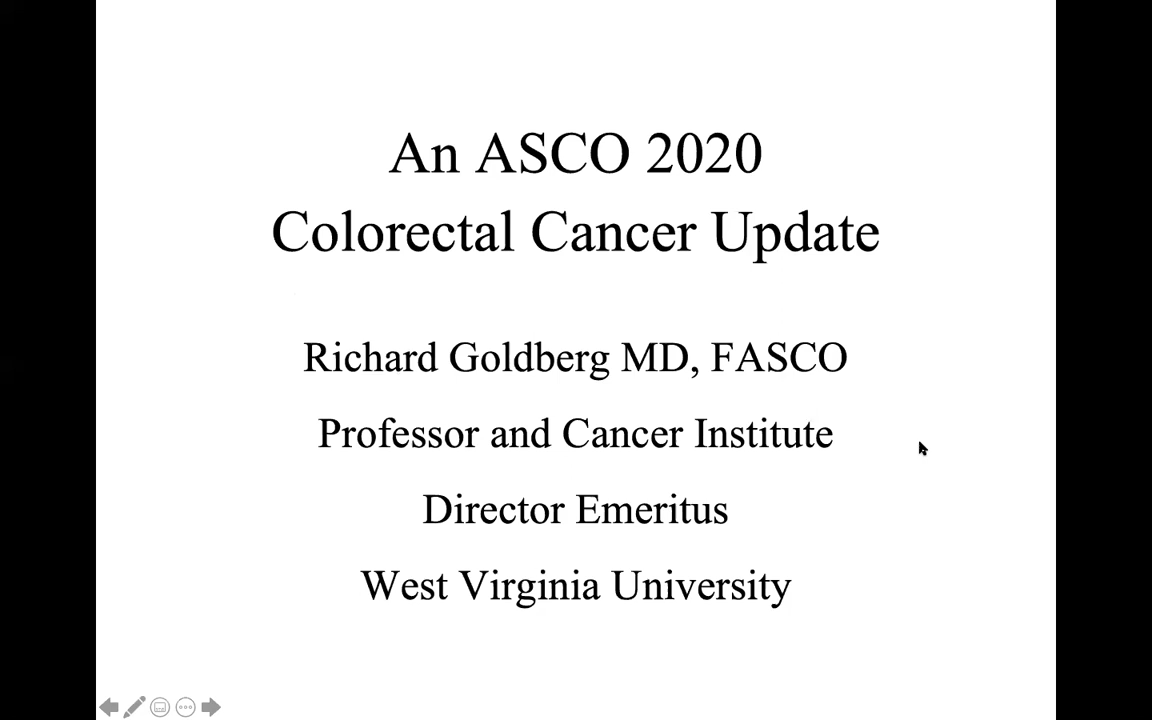 An ASCO 2020
Colorectal Cancer Update
Richard Goldberg MD, FASCO
Professor and Cancer Institute
Director Emeritus
West Virginia University